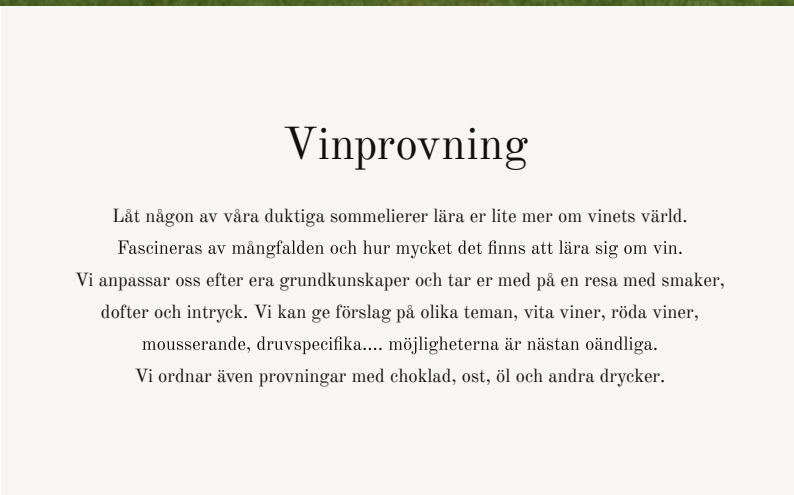 Vinprovning
Låt någon av våra duktiga sommelierer lära er lite mer om vinets värld.
Fascineras av mångfalden och hur mycket det finns att lära sig om vin.
Vi anpassar oss efter era grundkunskaper och tar er med på en resa med smaker,
dofter och intryck. Vi kan ge förslag på olika teman, vita viner, röda viner,
mousserande, druvspecifika.... möjligheterna är nästan oändliga.
Vi ordnar även provningar med choklad, ost, öl och andra drycker.